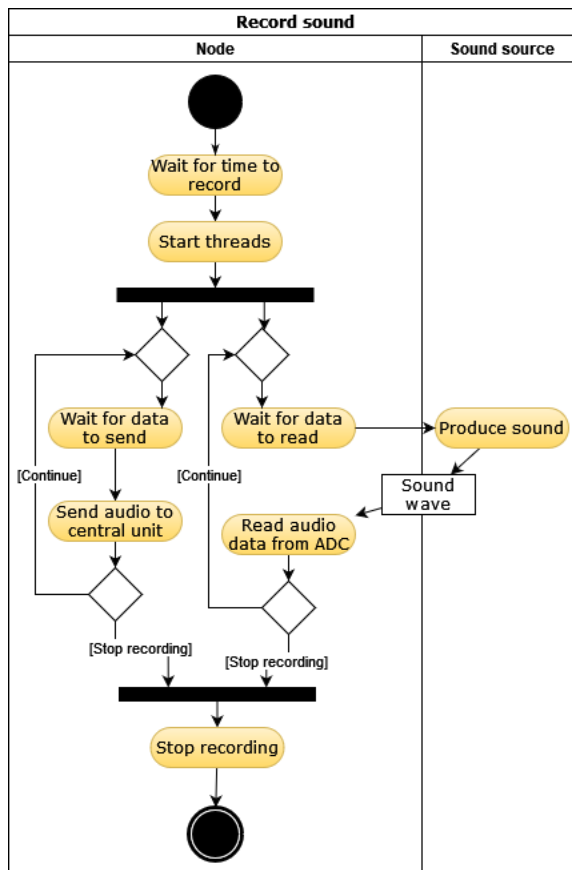 Record sound
Node
Sound source
Wait for time to
record
Start threads
Wait for data
to send
Wait for data
to read
Produce sound
[Continue]
[Continue]
Sound
wave
Send audio to
central unit
Read audio
data from ADC
[Stop recording]
[Stop recording]
Stop recording